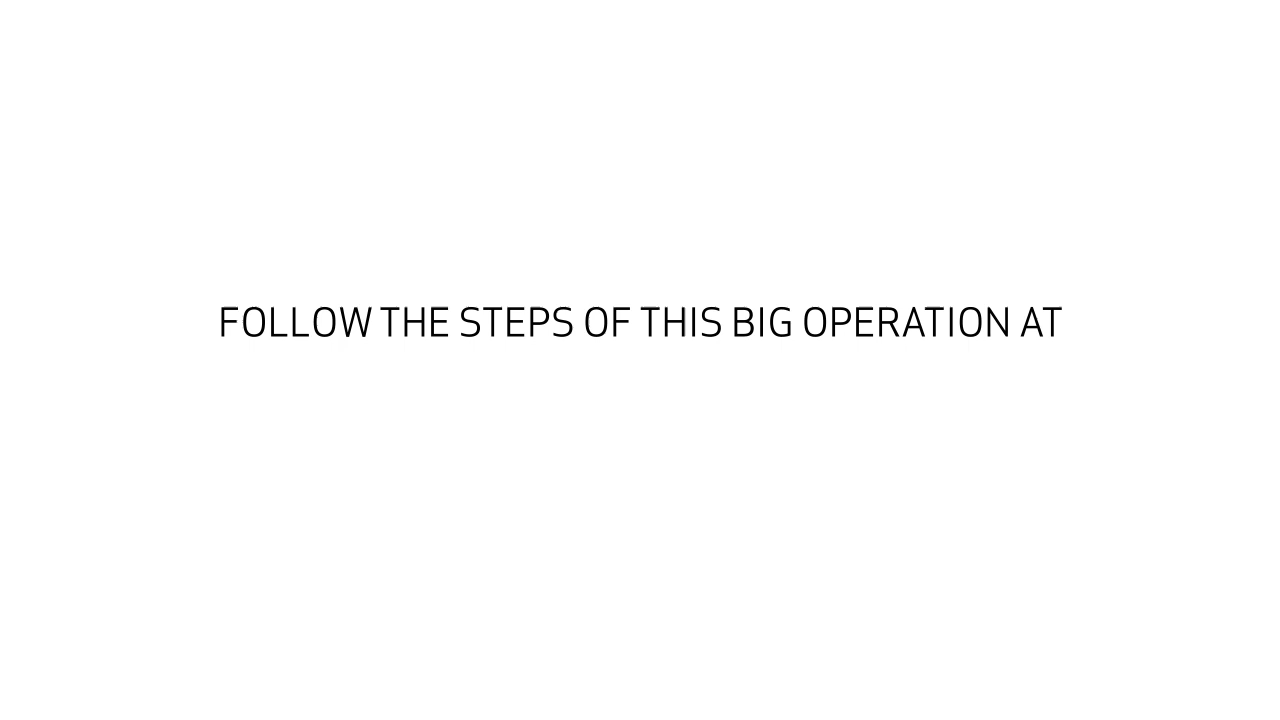 FOLLOW THE STEPS OF THIS BIG OPERATION AT